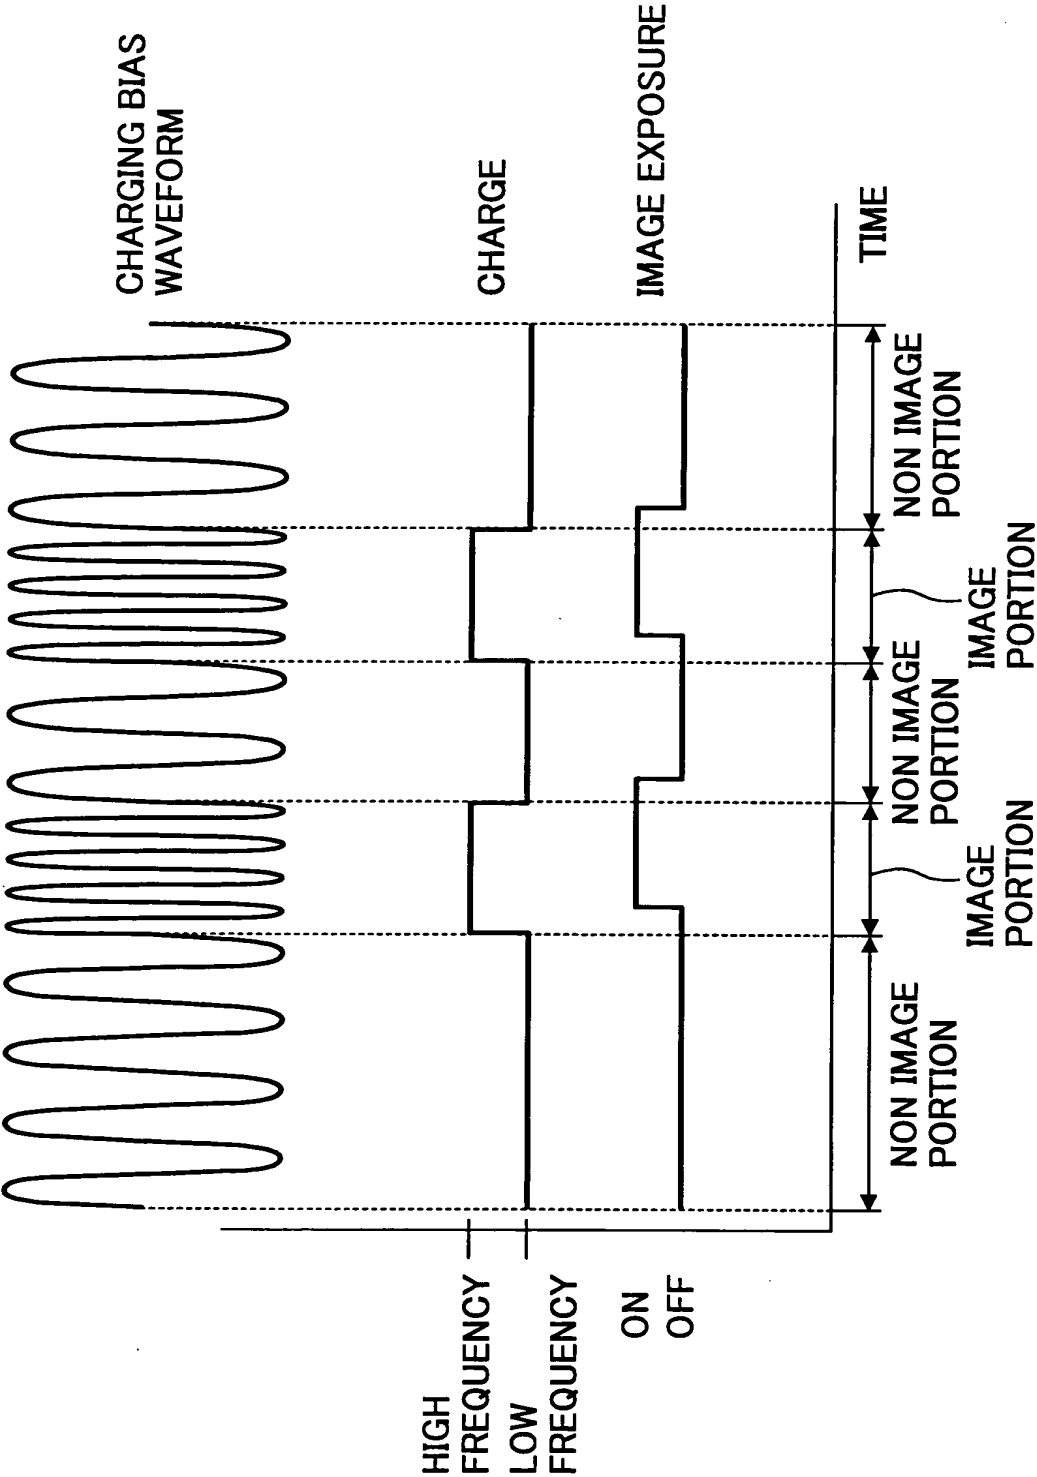 CHARGING BIAS
WAVEFORM
HIGH
FREQUENCY
LOW
FREQUENCY
CHARGE
ON
OFF
IMAGE EXPOSURE
TIME
NON IMAGE
PORTION
IMAGE
PORTION
NON IMAGE
PORTION
IMAGE
PORTION
NON IMAGE
PORTION